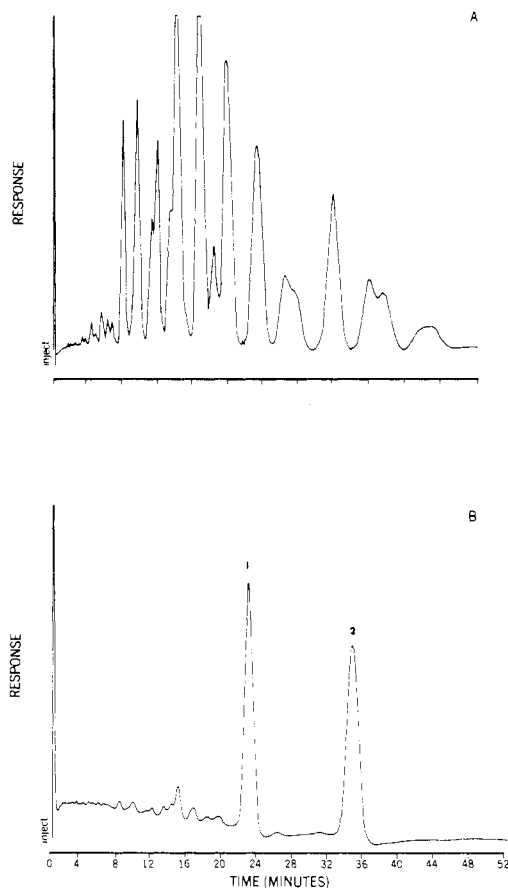 A
RESPONSE
inject
B
1
2
RESPONSE
inject
0 4 8 12 16 20 24 28 32 36 40 44 48 52
TIME (MINUTES)